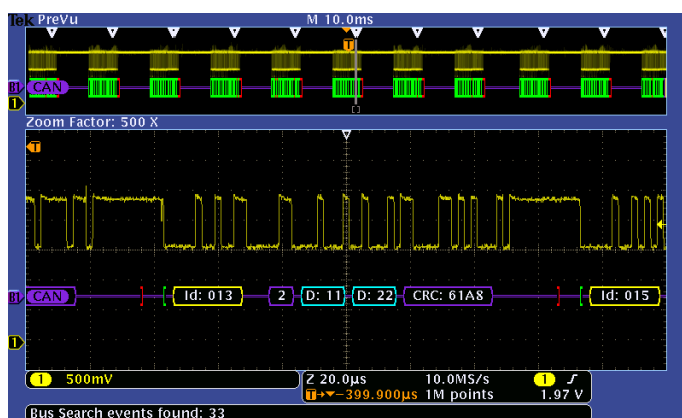 Tek PreVu M 10.0ms
T
B1 CAN
1
Zoom Factor: 500 X
T
B1 CAN Id: 013 2 D: 11 D: 22 CRC: 61A8 Id: 015
1
1 500mV Z 20.0µs 10.0MS/s 1
T→▼−399.900µs 1M points 1.97 V
Bus Search events found: 33